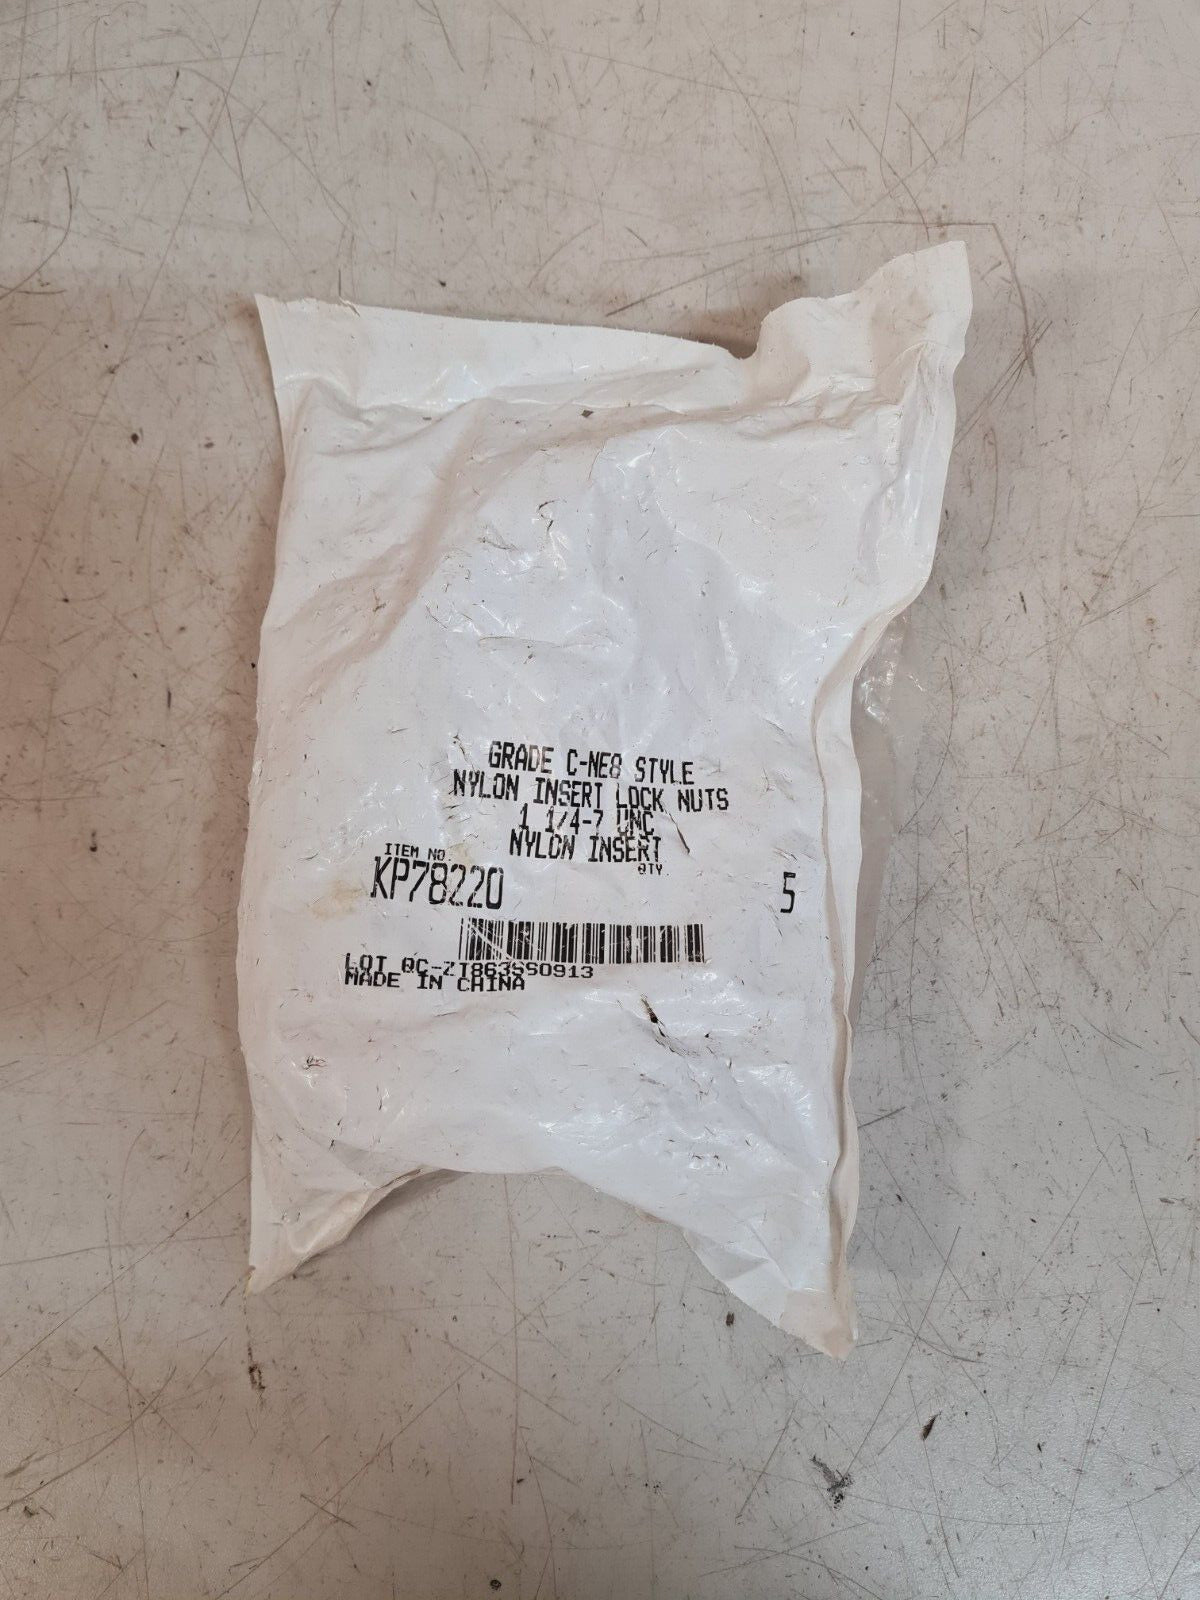 GRADE C-NE8 STYLE
NYLON INSERT LOCK NUTS
1 1/4-7 UNC
NYLON INSERT
ITEM NO.
QTY.
KP78220
5
LOT QC-ZT863SS0913
MADE IN CHINA